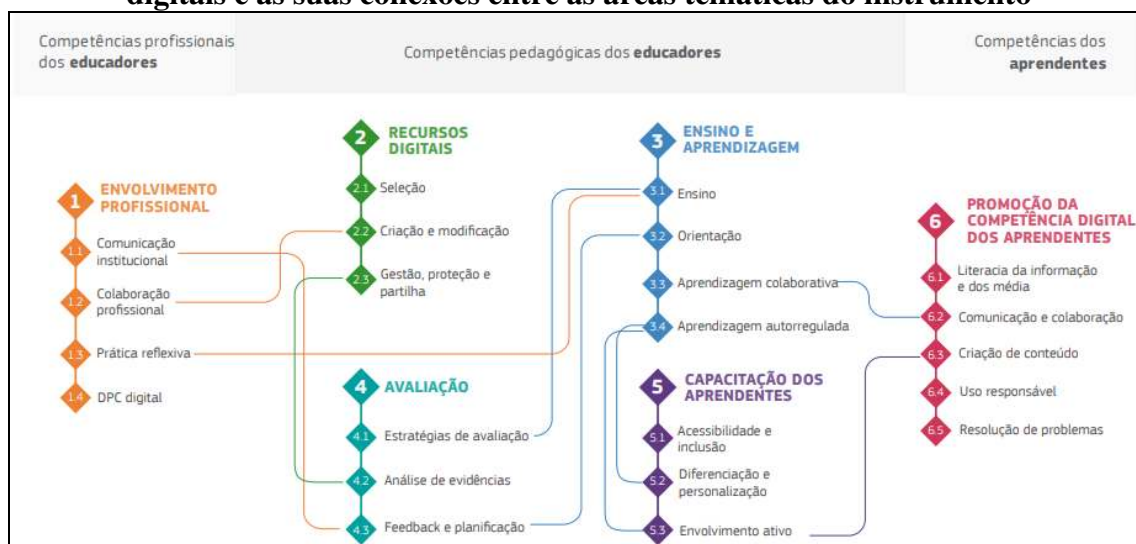 digitais e as suas conexões entre as áreas temáticas do instrumento
Competências profissionais
dos educadores
Competências pedagógicas dos educadores
Competências dos
aprendentes
1
ENVOLVIMENTO
PROFISSIONAL
1.1
Comunicação
institucional
1.2
Colaboração
profissional
1.3
Prática reflexiva
1.4
DPC digital
2
RECURSOS
DIGITAIS
2.1
Seleção
2.2
Criação e modificação
2.3
Gestão, proteção e
partilha
4
AVALIAÇÃO
4.1
Estratégias de avaliação
4.2
Análise de evidências
4.3
Feedback e planificação
3
ENSINO E
APRENDIZAGEM
3.1
Ensino
3.2
Orientação
3.3
Aprendizagem colaborativa
3.4
Aprendizagem autorregulada
5
CAPACITAÇÃO DOS
APRENDENTES
5.1
Acessibilidade e
inclusão
5.2
Diferenciação e
personalização
5.3
Envolvimento ativo
6
PROMOÇÃO DA
COMPETÊNCIA DIGITAL
DOS APRENDENTES
6.1
Literacia da informação
e dos média
6.2
Comunicação e colaboração
6.3
Criação de conteúdo
6.4
Uso responsável
6.5
Resolução de problemas